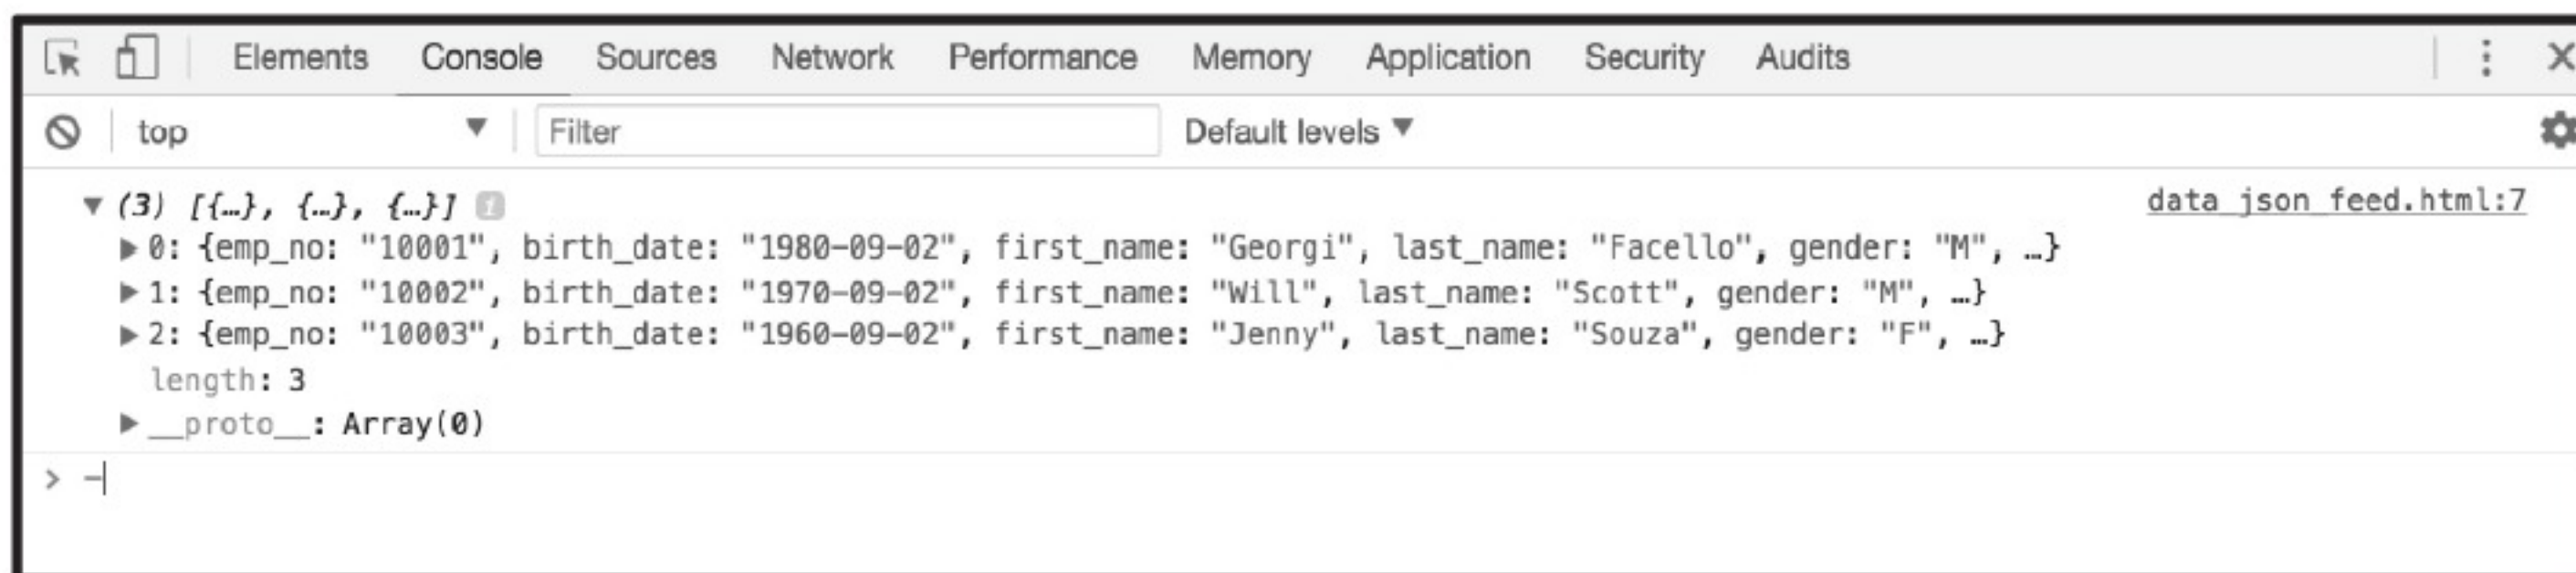 Elements Console Sources Network Performance Memory Application Security Audits
top Filter Default levels
(3) [{…}, {…}, {…}] i data_json_feed.html:7
0: {emp_no: "10001", birth_date: "1980-09-02", first_name: "Georgi", last_name: "Facello", gender: "M", …}
1: {emp_no: "10002", birth_date: "1970-09-02", first_name: "Will", last_name: "Scott", gender: "M", …}
2: {emp_no: "10003", birth_date: "1960-09-02", first_name: "Jenny", last_name: "Souza", gender: "F", …}
length: 3
__proto__: Array(0)
> –